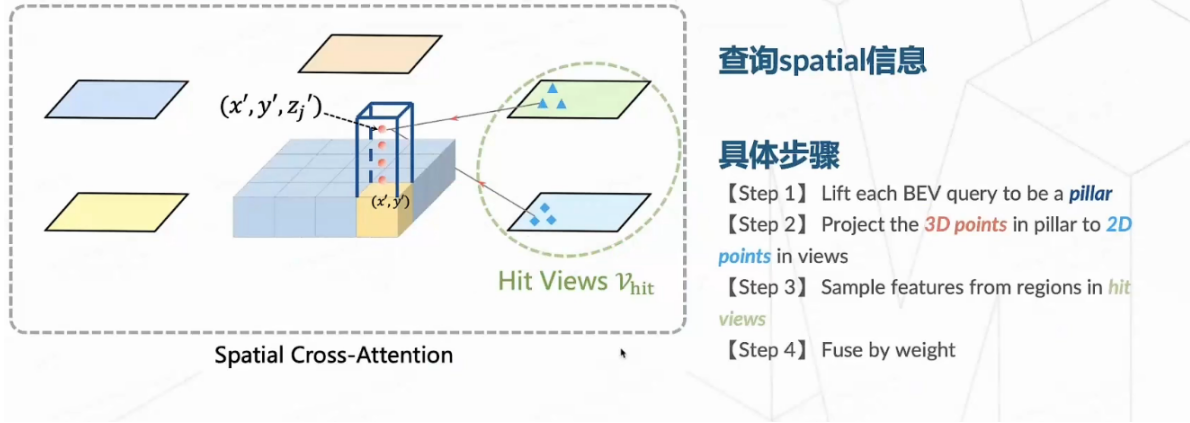 (x′, y′, zⱼ′)
(x′, y′)
Hit Views 𝒱hit
Spatial Cross-Attention
查询spatial信息
具体步骤
【Step 1】 Lift each BEV query to be a pillar
【Step 2】 Project the 3D points in pillar to 2D
points in views
【Step 3】 Sample features from regions in hit
views
【Step 4】 Fuse by weight